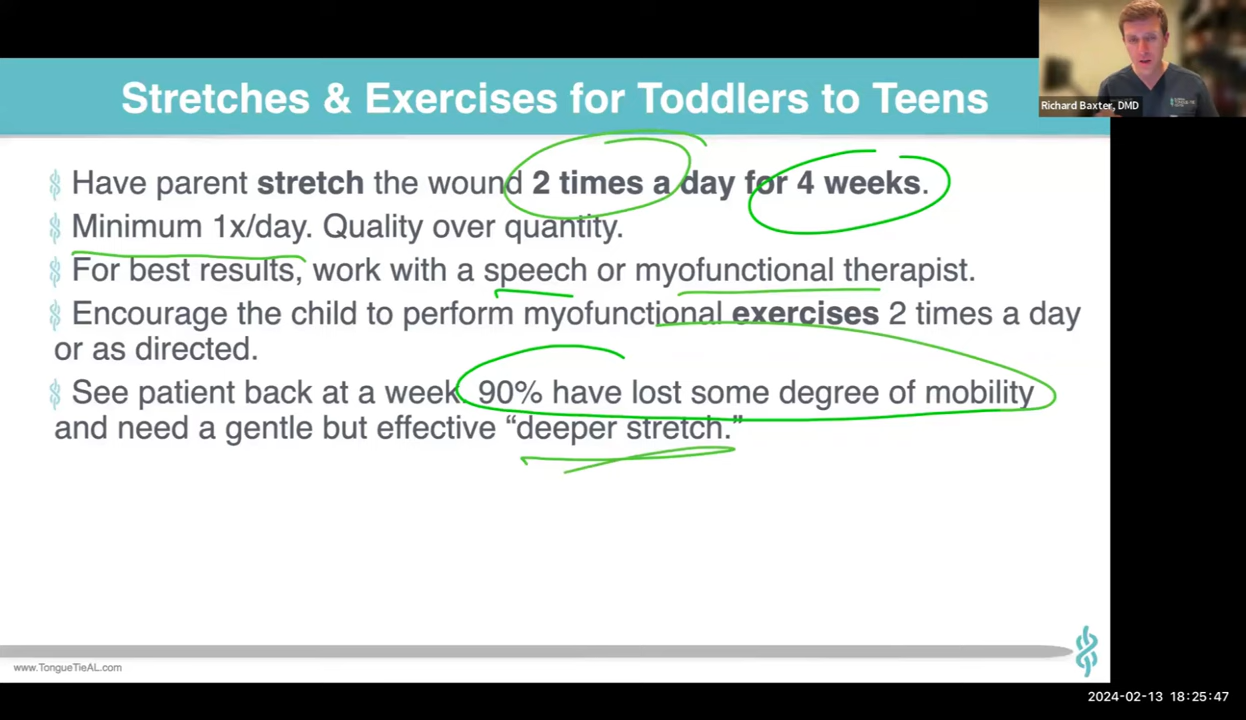 Richard Baxter, DMD
Stretches & Exercises for Toddlers to Teens
Have parent stretch the wound 2 times a day for 4 weeks.
Minimum 1x/day. Quality over quantity.
For best results, work with a speech or myofunctional therapist.
Encourage the child to perform myofunctional exercises 2 times a day
or as directed.
See patient back at a week. 90% have lost some degree of mobility
and need a gentle but effective “deeper stretch.”
www.TongueTieAL.com
2024-02-13 18:25:47